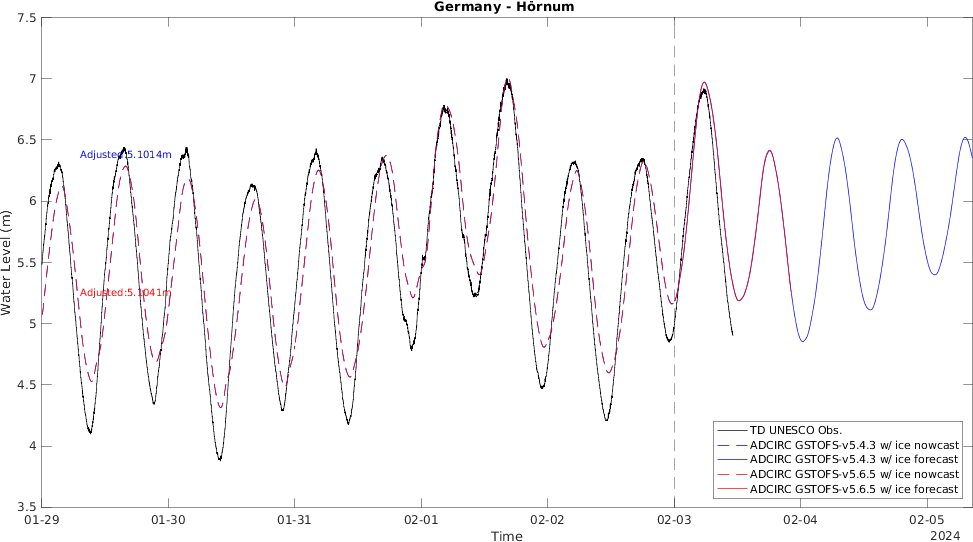 Germany - Hörnum
7.5
7
6.5
6
5.5
5
4.5
4
3.5
Water Level (m)
Adjusted:5.1014m
Adjusted:5.1041m
TD UNESCO Obs.
ADCIRC GSTOFS-v5.4.3 w/ ice nowcast
ADCIRC GSTOFS-v5.4.3 w/ ice forecast
ADCIRC GSTOFS-v5.6.5 w/ ice nowcast
ADCIRC GSTOFS-v5.6.5 w/ ice forecast
01-29 01-30 01-31 02-01 02-02 02-03 02-04 02-05
Time
2024